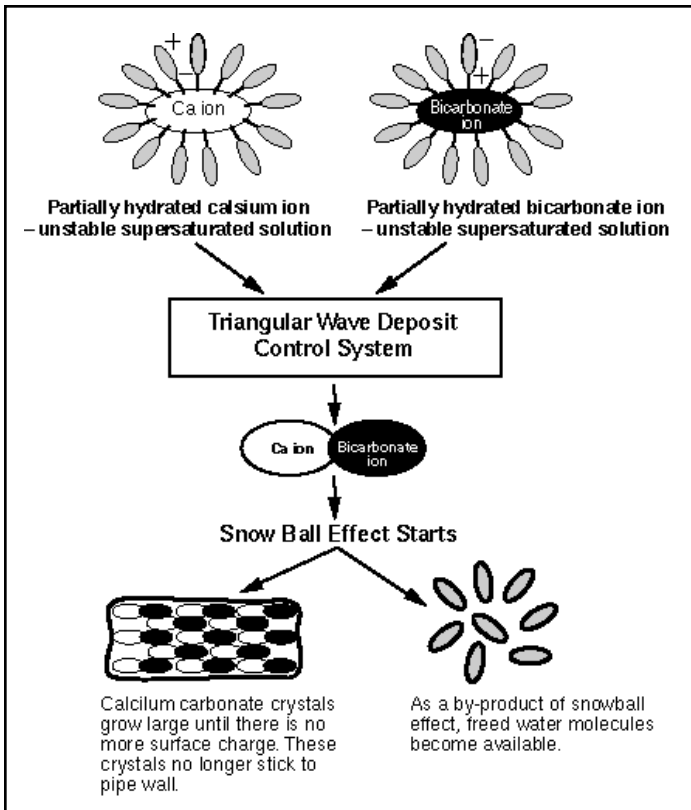 +
–
Ca ion
–
+
Bicarbonate
ion
Partially hydrated calsium ion
– unstable supersaturated solution
Partially hydrated bicarbonate ion
– unstable supersaturated solution
Triangular Wave Deposit
Control System
Ca ion
Bicarbonate
ion
Snow Ball Effect Starts
Calcilum carbonate crystals
grow large until there is no
more surface charge. These
crystals no longer stick to
pipe wall.
As a by-product of snowball
effect, freed water molecules
become available.